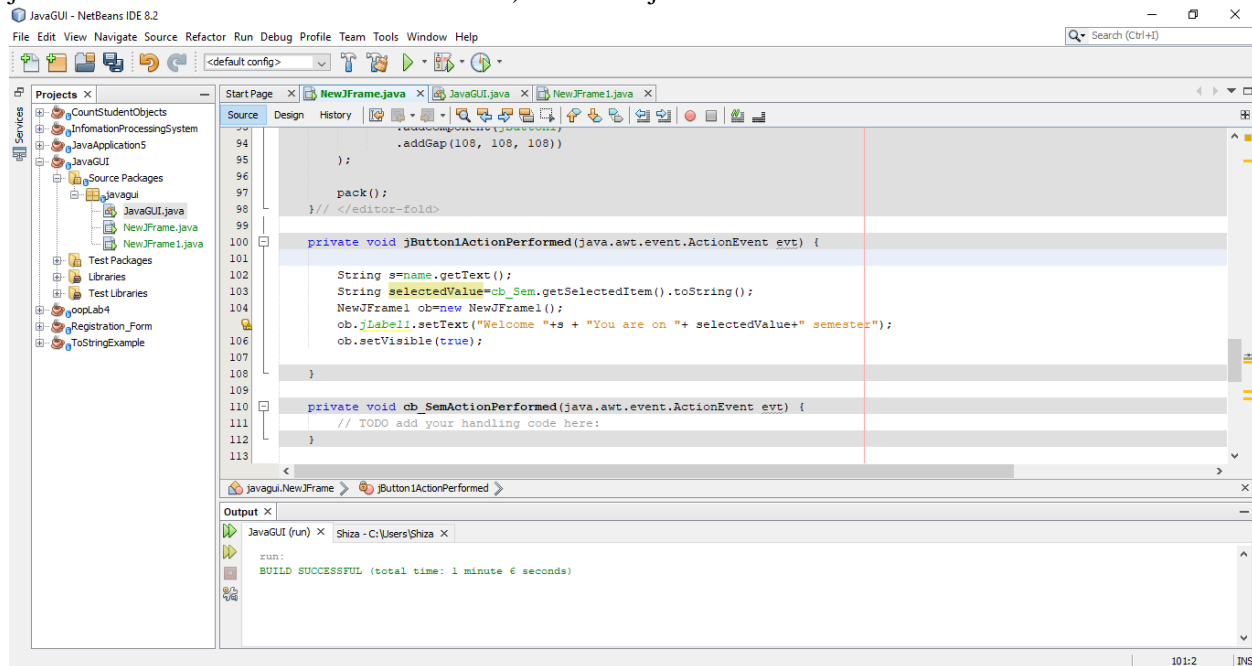 JavaGUI - NetBeans IDE 8.2
File Edit View Navigate Source Refactor Run Debug Profile Team Tools Window Help
Search (Ctrl+I)
<default config>
Projects
Start Page NewJFrame.java JavaGUI.java NewJFrame1.java
Services
Source Design History
CountStudentObjects
InfomationProcessingSystem
JavaApplication5
JavaGUI
Source Packages
javagui
JavaGUI.java
NewJFrame.java
NewJFrame1.java
Test Packages
Libraries
Test Libraries
oopLab4
Registration_Form
ToStringExample
94 .addGap(108, 108, 108))
95 );
96
97 pack();
98 }// </editor-fold>
99
100 private void jButton1ActionPerformed(java.awt.event.ActionEvent evt) {
101
102 String s=name.getText();
103 String selectedValue=cb_Sem.getSelectedItem().toString();
104 NewJFrame1 ob=new NewJFrame1();
ob.jLabel1.setText("Welcome "+s + "You are on "+ selectedValue+" semester");
106 ob.setVisible(true);
107
108 }
109
110 private void cb_SemActionPerformed(java.awt.event.ActionEvent evt) {
111 // TODO add your handling code here:
112 }
113
javagui.NewJFrame jButton1ActionPerformed
Output
JavaGUI (run) Shiza - C:\Users\Shiza
run:
BUILD SUCCESSFUL (total time: 1 minute 6 seconds)
101:2 INS